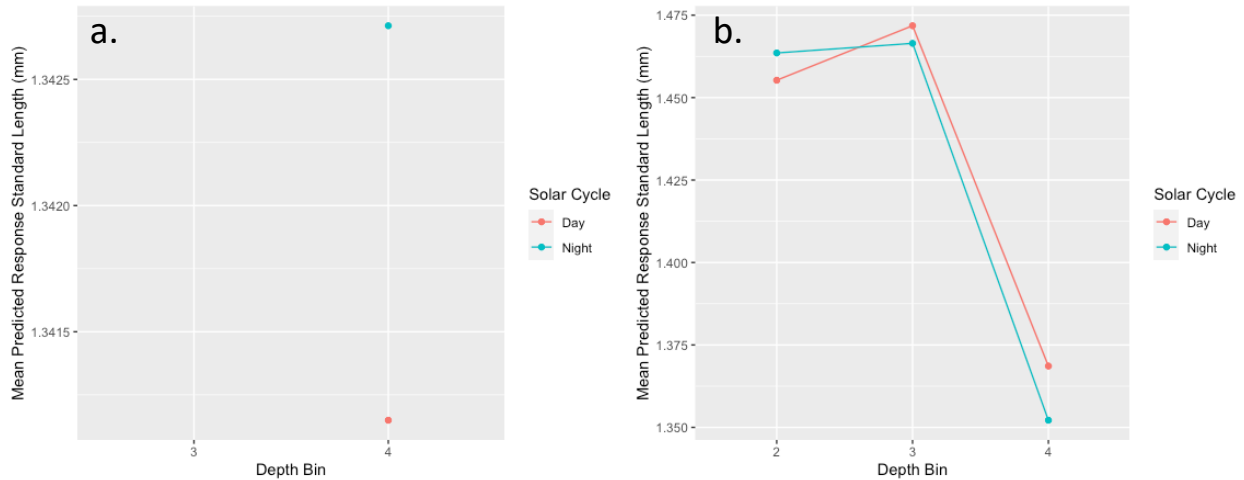 a.
Mean Predicted Response Standard Length (mm)
1.3425
1.3420
1.3415
3
4
Depth Bin
Solar Cycle
Day
Night
b.
Mean Predicted Response Standard Length (mm)
1.475
1.450
1.425
1.400
1.375
1.350
2
3
4
Depth Bin
Solar Cycle
Day
Night